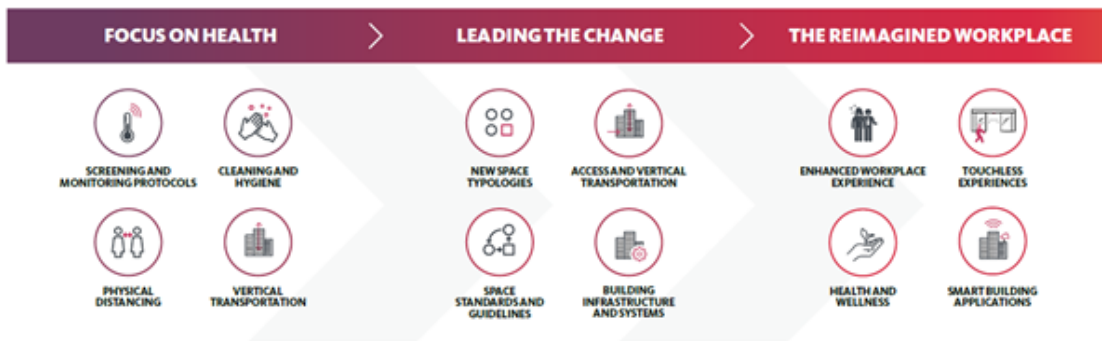 FOCUS ON HEALTH
LEADING THE CHANGE
THE REIMAGINED WORKPLACE
SCREENING AND
MONITORING PROTOCOLS
CLEANING AND
HYGIENE
NEW SPACE
TYPOLOGIES
ACCESS AND VERTICAL
TRANSPORTATION
ENHANCED WORKPLACE
EXPERIENCE
TOUCHLESS
EXPERIENCES
PHYSICAL
DISTANCING
VERTICAL
TRANSPORTATION
SPACE
STANDARDS AND
GUIDELINES
BUILDING
INFRASTRUCTURE
AND SYSTEMS
HEALTH AND
WELLNESS
SMART BUILDING
APPLICATIONS